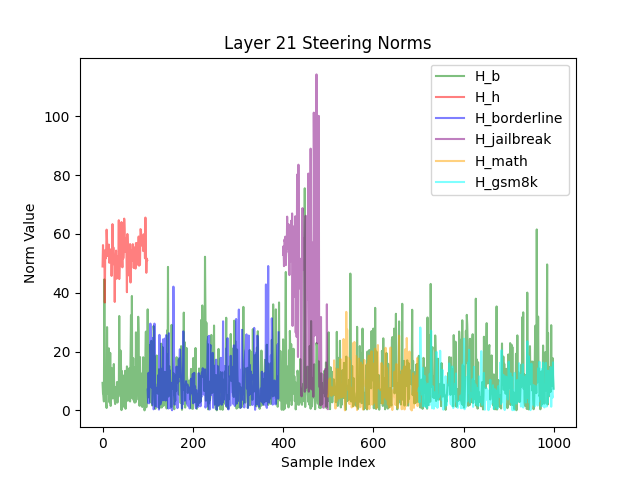 Layer 21 Steering Norms
H_b
H_h
H_borderline
H_jailbreak
H_math
H_gsm8k
100
80
60
40
20
0
Norm Value
0 200 400 600 800 1000
Sample Index